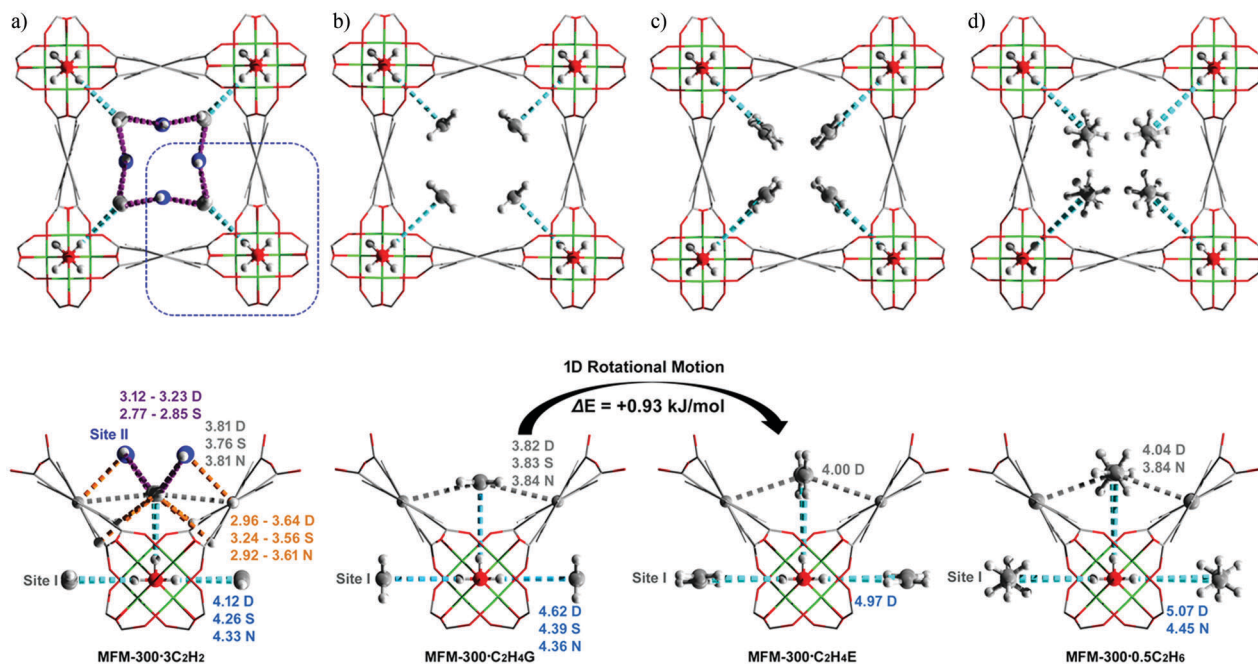 a)
b)
c)
d)
1D Rotational Motion
ΔE = +0.93 kJ/mol
3.12 - 3.23 D
2.77 - 2.85 S
Site II
3.81 D
3.76 S
3.81 N
2.96 - 3.64 D
3.24 - 3.56 S
2.92 - 3.61 N
Site I
4.12 D
4.26 S
4.33 N
MFM-300·3C2H2
3.82 D
3.83 S
3.84 N
Site I
4.62 D
4.39 S
4.36 N
MFM-300·C2H4G
4.00 D
Site I
4.97 D
MFM-300·C2H4E
4.04 D
3.84 N
Site I
5.07 D
4.45 N
MFM-300·0.5C2H6